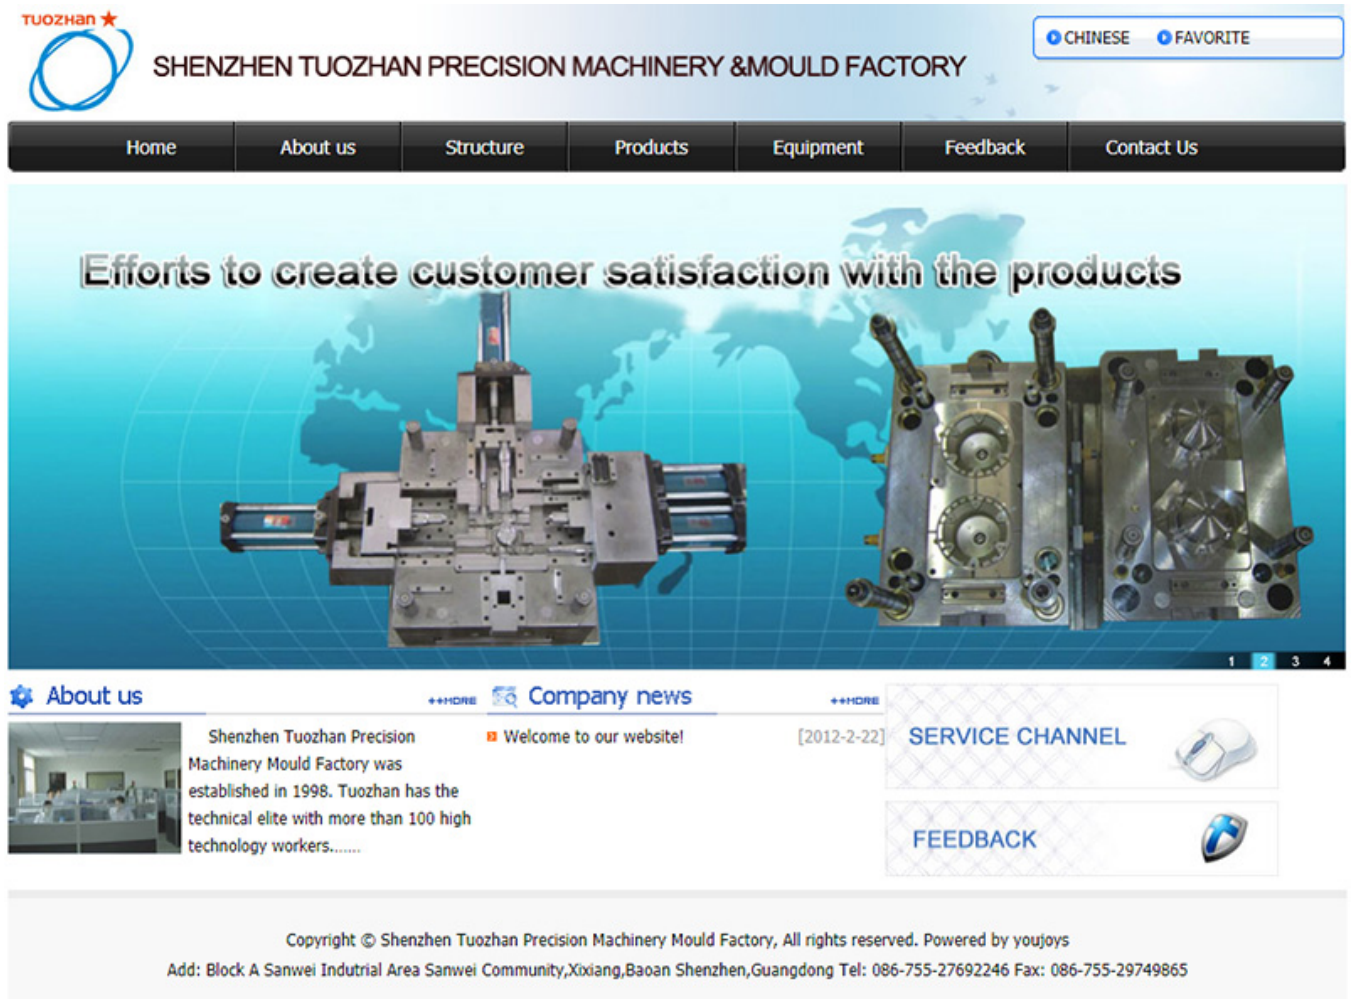 TUOZHAN
SHENZHEN TUOZHAN PRECISION MACHINERY &MOULD FACTORY
CHINESE FAVORITE
Home About us Structure Products Equipment Feedback Contact Us
Efforts to create customer satisfaction with the products
1 2 3 4
About us ++MORE
Shenzhen Tuozhan Precision
Machinery Mould Factory was
established in 1998. Tuozhan has the
technical elite with more than 100 high
technology workers.......
Company news ++MORE
Welcome to our website! [2012-2-22]
SERVICE CHANNEL
FEEDBACK
Copyright © Shenzhen Tuozhan Precision Machinery Mould Factory, All rights reserved. Powered by youjoys
Add: Block A Sanwei Indutrial Area Sanwei Community,Xixiang,Baoan Shenzhen,Guangdong Tel: 086-755-27692246 Fax: 086-755-29749865